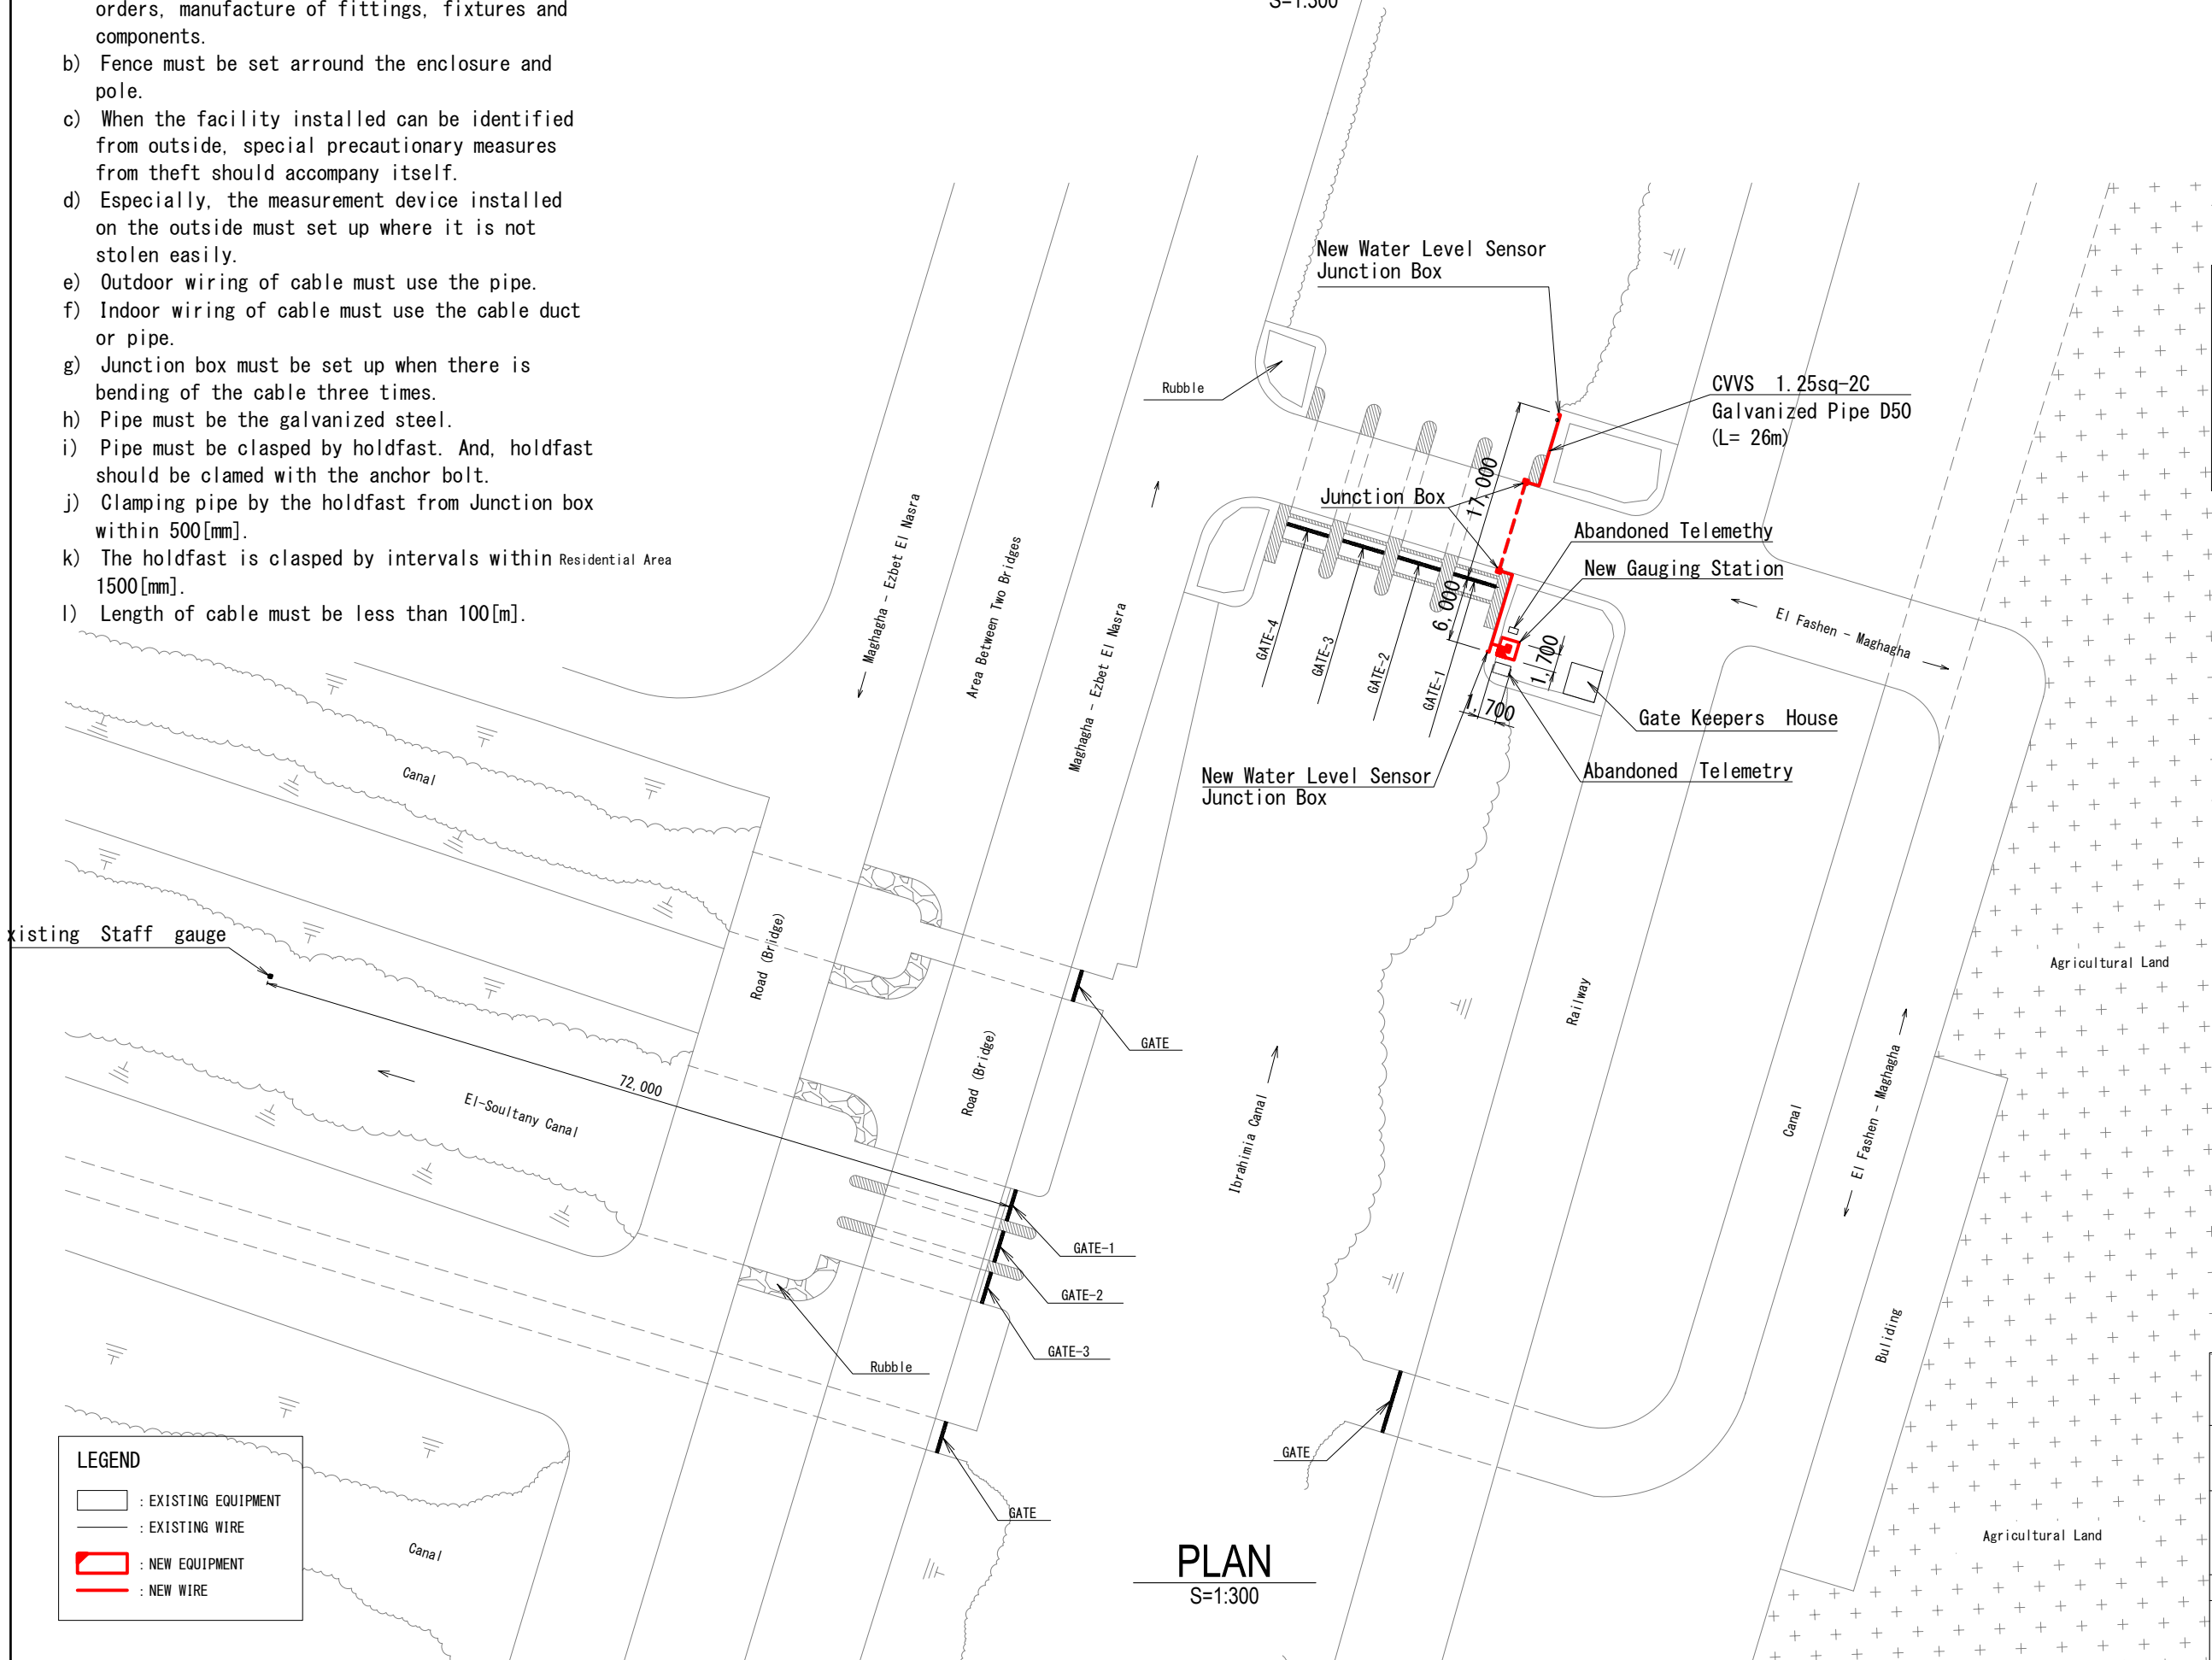 orders, manufacture of fittings, fixtures and
components.
b) Fence must be set arround the enclosure and
pole.
c) When the facility installed can be identified
from outside, special precautionary measures
from theft should accompany itself.
d) Especially, the measurement device installed
on the outside must set up where it is not
stolen easily.
e) Outdoor wiring of cable must use the pipe.
f) Indoor wiring of cable must use the cable duct
or pipe.
g) Junction box must be set up when there is
bending of the cable three times.
h) Pipe must be the galvanized steel.
i) Pipe must be clasped by holdfast. And, holdfast
should be clamed with the anchor bolt.
j) Clamping pipe by the holdfast from Junction box
within 500[mm].
k) The holdfast is clasped by intervals within
1500[mm].
l) Length of cable must be less than 100[m].
Residential Area
S=1:300
New Water Level Sensor
Junction Box
Rubble
CVVS 1.25sq-2C
Galvanized Pipe D50
(L= 26m)
Junction Box
17,000
Abandoned Telemethy
New Gauging Station
6,000
1,700
1,700
GATE-4
GATE-3
GATE-2
GATE-1
El Fashen - Maghagha
Gate Keepers House
Abandoned Telemetry
New Water Level Sensor
Junction Box
Maghagha - Ezbet El Nasra
Area Between Two Bridges
Maghagha - Ezbet El Nasra
Canal
xisting Staff gauge
Road (Bridge)
Road (Bridge)
GATE
72,000
El-Soultany Canal
Ibrahimia Canal
Railway
Canal
El Fashen - Maghagha
Agricultural Land
GATE-1
GATE-2
GATE-3
Rubble
Buliding
GATE
GATE
Canal
Agricultural Land
LEGEND
: EXISTING EQUIPMENT
: EXISTING WIRE
: NEW EQUIPMENT
: NEW WIRE
PLAN
S=1:300